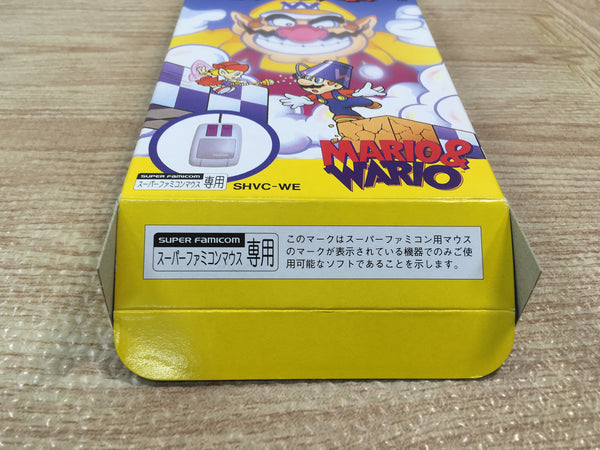 MARIO &
WARIO
SUPER FAMICOM
スーパーファミコンマウス 専用
SHVC-WE
SUPER FAMICOM
スーパーファミコンマウス 専用
このマークはスーパーファミコン用マウス
のマークが表示されている機器でのみご使
用可能なソフトであることを示します。